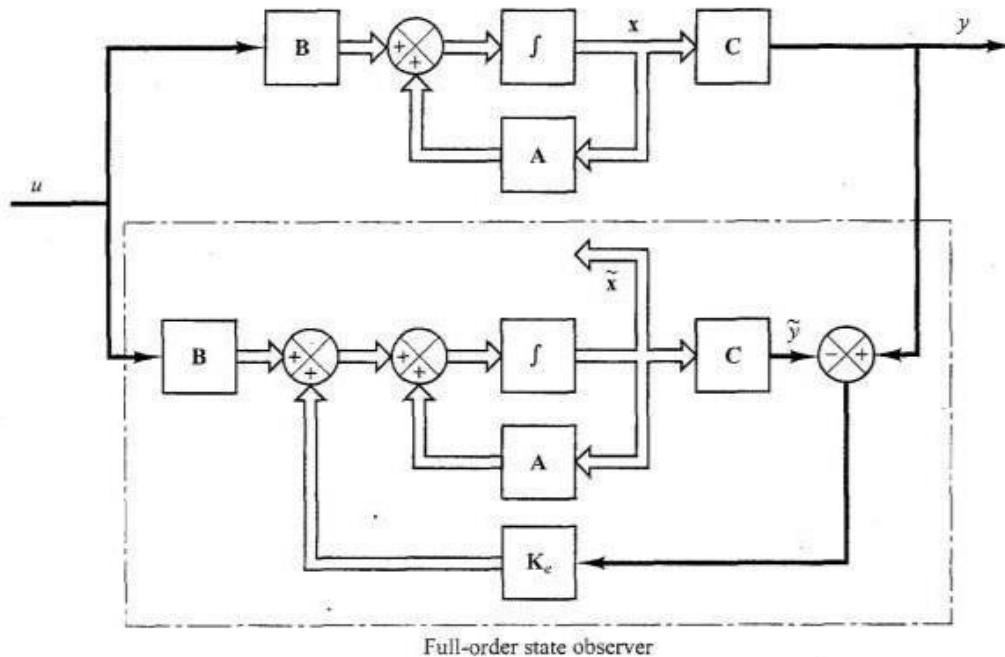 x
y
B
+
+
∫
C
A
u
x̃
B
+
+
+
+
∫
C
ỹ
−
+
A
Kₑ
Full-order state observer